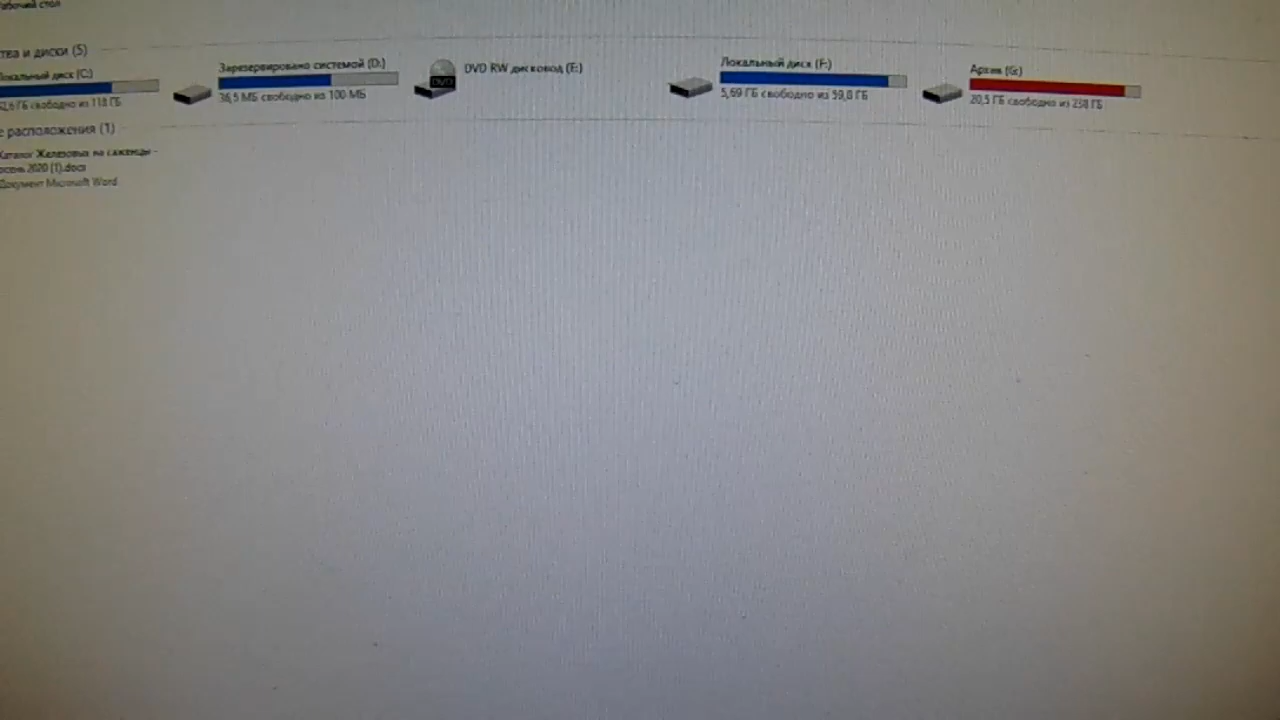 Рабочий стол
тва и диски (5)
Локальный диск (C:)
свободно из 118 ГБ
Зарезервировано системой (D:)
36,5 МБ свободно из 100 МБ
DVD RW дисковод (E:)
DVD
Локальный диск (F:)
5,69 ГБ свободно из 59,8 ГБ
Архив (G:)
20,5 ГБ свободно из 238 ГБ
е расположения (1)
Каталог Железовых на саженцы -
осень 2020 (1).docx
Документ Microsoft Word